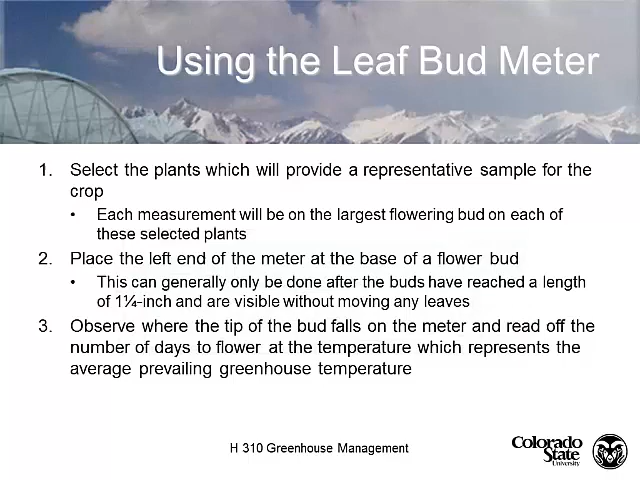 Using the Leaf Bud Meter
1. Select the plants which will provide a representative sample for the
crop
• Each measurement will be on the largest flowering bud on each of
these selected plants
2. Place the left end of the meter at the base of a flower bud
• This can generally only be done after the buds have reached a length
of 1¼-inch and are visible without moving any leaves
3. Observe where the tip of the bud falls on the meter and read off the
number of days to flower at the temperature which represents the
average prevailing greenhouse temperature
H 310 Greenhouse Management
Colorado
State
University